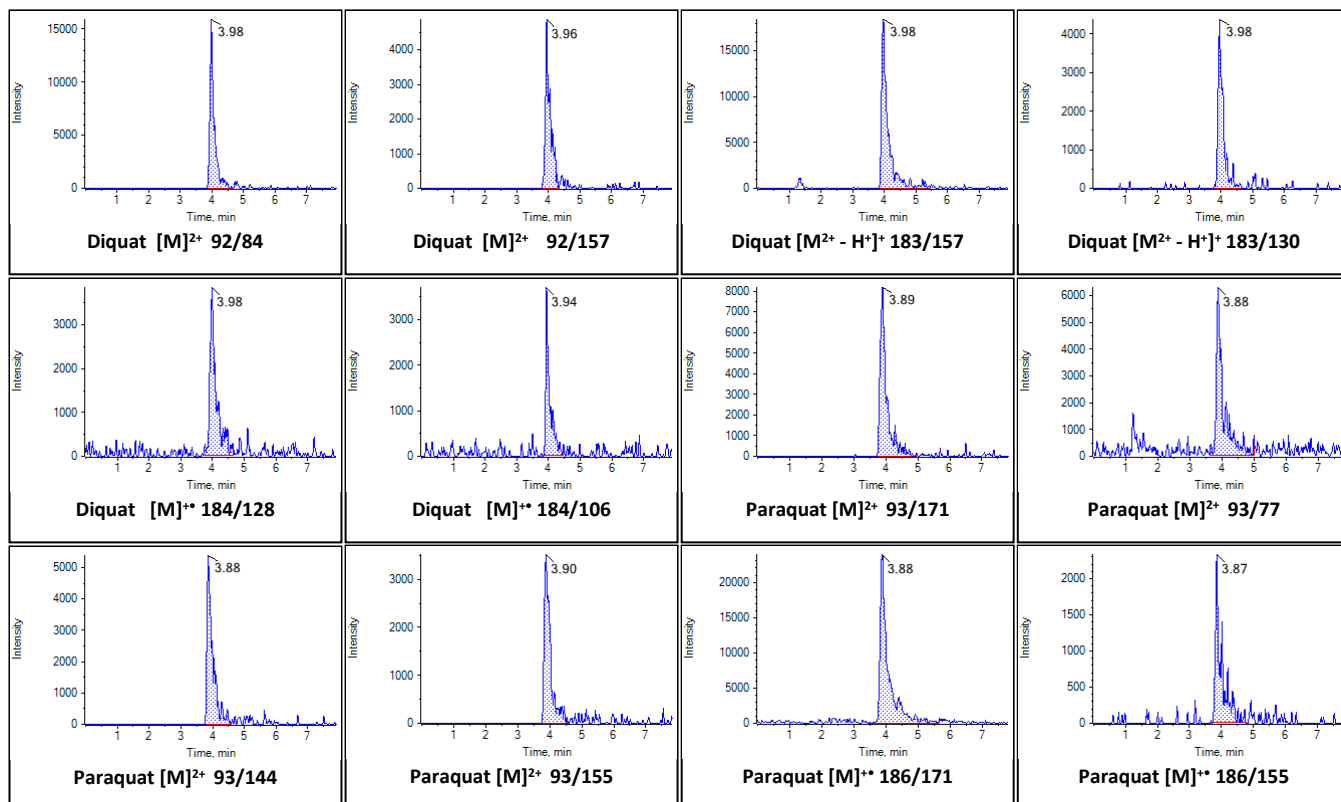 Intensity
15000
10000
5000
0
3.98
1 2 3 4 5 6 7
Time, min
Diquat [M]²⁺ 92/84
Intensity
4000
3000
2000
1000
0
3.96
1 2 3 4 5 6 7
Time, min
Diquat [M]²⁺ 92/157
Intensity
15000
10000
5000
0
3.98
1 2 3 4 5 6 7
Time, min
Diquat [M²⁺ - H⁺]⁺ 183/157
Intensity
4000
3000
2000
1000
0
3.98
1 2 3 4 5 6 7
Time, min
Diquat [M²⁺ - H⁺]⁺ 183/130
Intensity
3000
2000
1000
0
3.98
1 2 3 4 5 6 7
Time, min
Diquat [M]⁺• 184/128
Intensity
3000
2000
1000
0
3.94
1 2 3 4 5 6 7
Time, min
Diquat [M]⁺• 184/106
Intensity
8000
7000
6000
5000
4000
3000
2000
1000
0
3.89
1 2 3 4 5 6 7
Time, min
Paraquat [M]²⁺ 93/171
Intensity
6000
5000
4000
3000
2000
1000
0
3.88
1 2 3 4 5 6 7
Time, min
Paraquat [M]²⁺ 93/77
Intensity
5000
4000
3000
2000
1000
0
3.88
1 2 3 4 5 6 7
Time, min
Paraquat [M]²⁺ 93/144
Intensity
3000
2000
1000
0
3.90
1 2 3 4 5 6 7
Time, min
Paraquat [M]²⁺ 93/155
Intensity
20000
15000
10000
5000
0
3.88
1 2 3 4 5 6 7
Time, min
Paraquat [M]⁺• 186/171
Intensity
2000
1500
1000
500
0
3.87
1 2 3 4 5 6 7
Time, min
Paraquat [M]⁺• 186/155